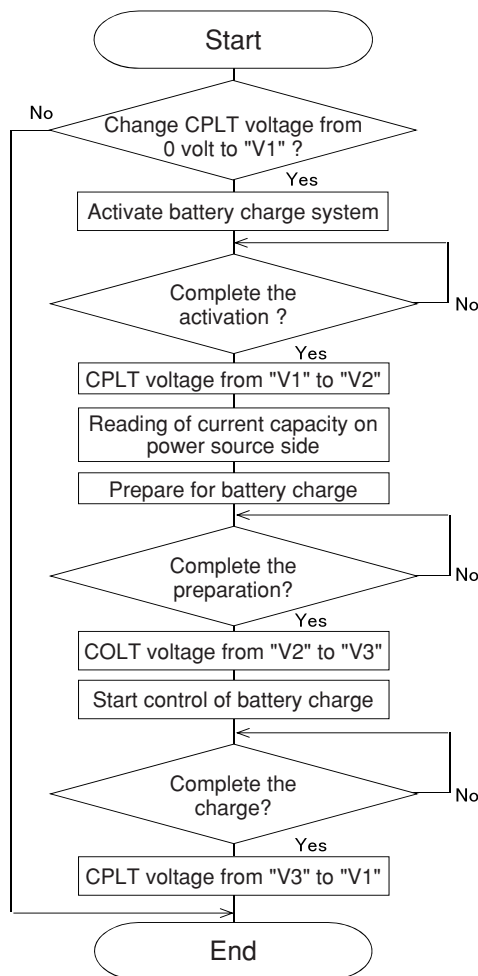 Start
No
Change CPLT voltage from
0 volt to "V1" ?
Yes
Activate battery charge system
Complete the
activation ?
No
Yes
CPLT voltage from "V1" to "V2"
Reading of current capacity on
power source side
Prepare for battery charge
Complete the
preparation?
No
Yes
COLT voltage from "V2" to "V3"
Start control of battery charge
Complete the
charge?
No
Yes
CPLT voltage from "V3" to "V1"
End